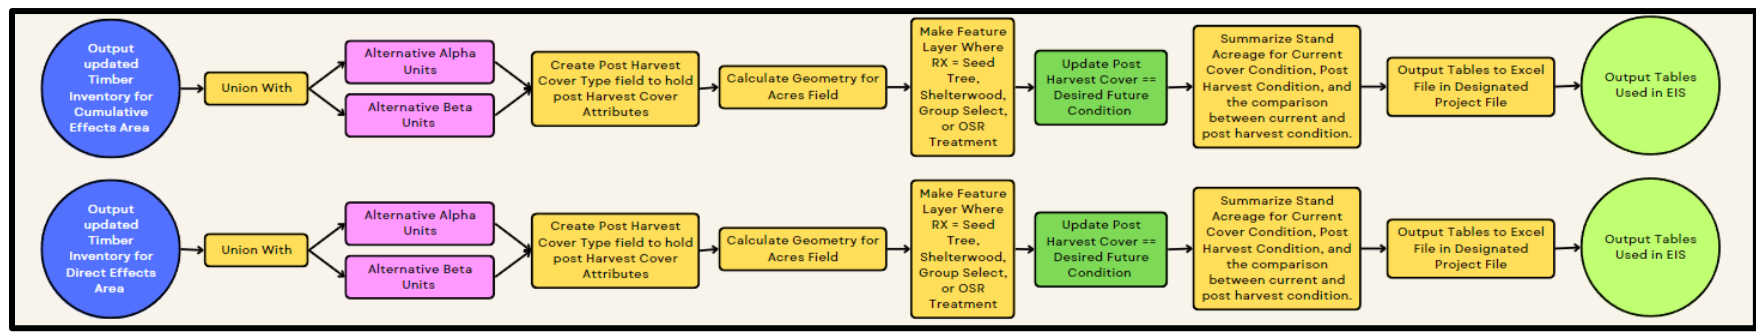 Output
updated
Timber
Inventory for
Cumulative
Effects Area
Union With
Alternative Alpha
Units
Alternative Beta
Units
Create Post Harvest
Cover Type field to hold
post Harvest Cover
Attributes
Calculate Geometry for
Acres Field
Make Feature
Layer Where
RX = Seed
Tree,
Shelterwood,
Group Select,
or OSR
Treatment
Update Post
Harvest Cover ==
Desired Future
Condition
Summarize Stand
Acreage for Current
Cover Condition, Post
Harvest Condition, and
the comparison
between current and
post harvest condition.
Output Tables to Excel
File in Designated
Project File
Output Tables
Used in EIS
Output
updated
Timber
Inventory for
Direct Effects
Area
Union With
Alternative Alpha
Units
Alternative Beta
Units
Create Post Harvest
Cover Type field to hold
post Harvest Cover
Attributes
Calculate Geometry for
Acres Field
Make Feature
Layer Where
RX = Seed
Tree,
Shelterwood,
Group Select,
or OSR
Treatment
Update Post
Harvest Cover ==
Desired Future
Condition
Summarize Stand
Acreage for Current
Cover Condition, Post
Harvest Condition, and
the comparison
between current and
post harvest condition.
Output Tables to Excel
File in Designated
Project File
Output Tables
Used in EIS